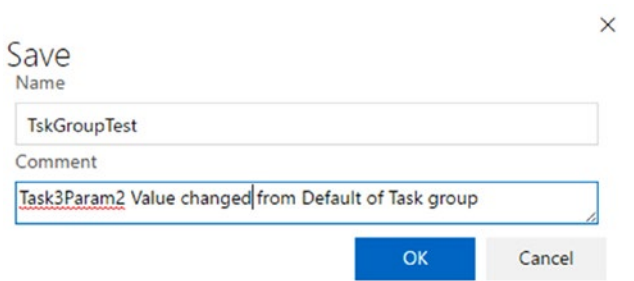 Save
Name
TskGroupTest
Comment
Task3Param2 Value changed from Default of Task group
OK Cancel